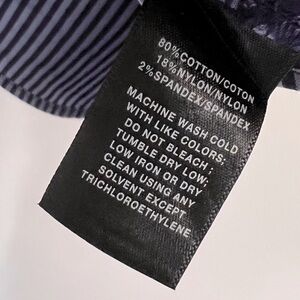 80%COTTON/COTON
18%NYLON/NYLON
2%SPANDEX/SPANDEX
MACHINE WASH COLD
WITH LIKE COLORS;
DO NOT BLEACH;
TUMBLE DRY LOW;
LOW IRON OR DRY
CLEAN USING ANY
SOLVENT EXCEPT
TRICHLOROETHYLENE